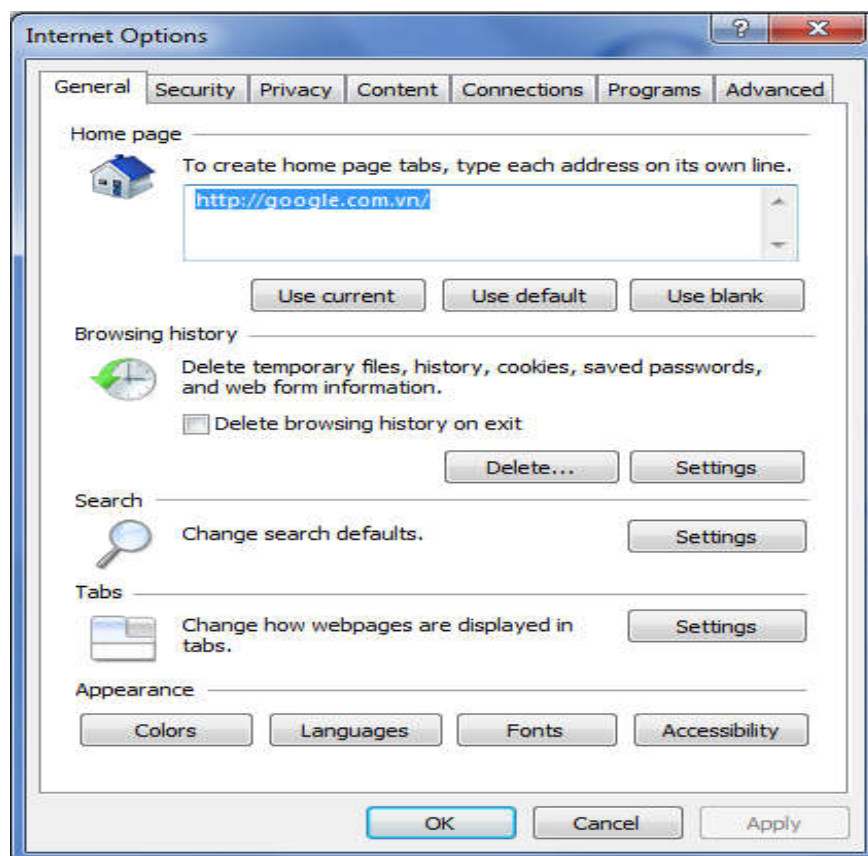 Internet Options
General Security Privacy Content Connections Programs Advanced
Home page
To create home page tabs, type each address on its own line.
http://google.com.vn/
Use current Use default Use blank
Browsing history
Delete temporary files, history, cookies, saved passwords,
and web form information.
Delete browsing history on exit
Delete... Settings
Search
Change search defaults. Settings
Tabs
Change how webpages are displayed in Settings
tabs.
Appearance
Colors Languages Fonts Accessibility
OK Cancel Apply